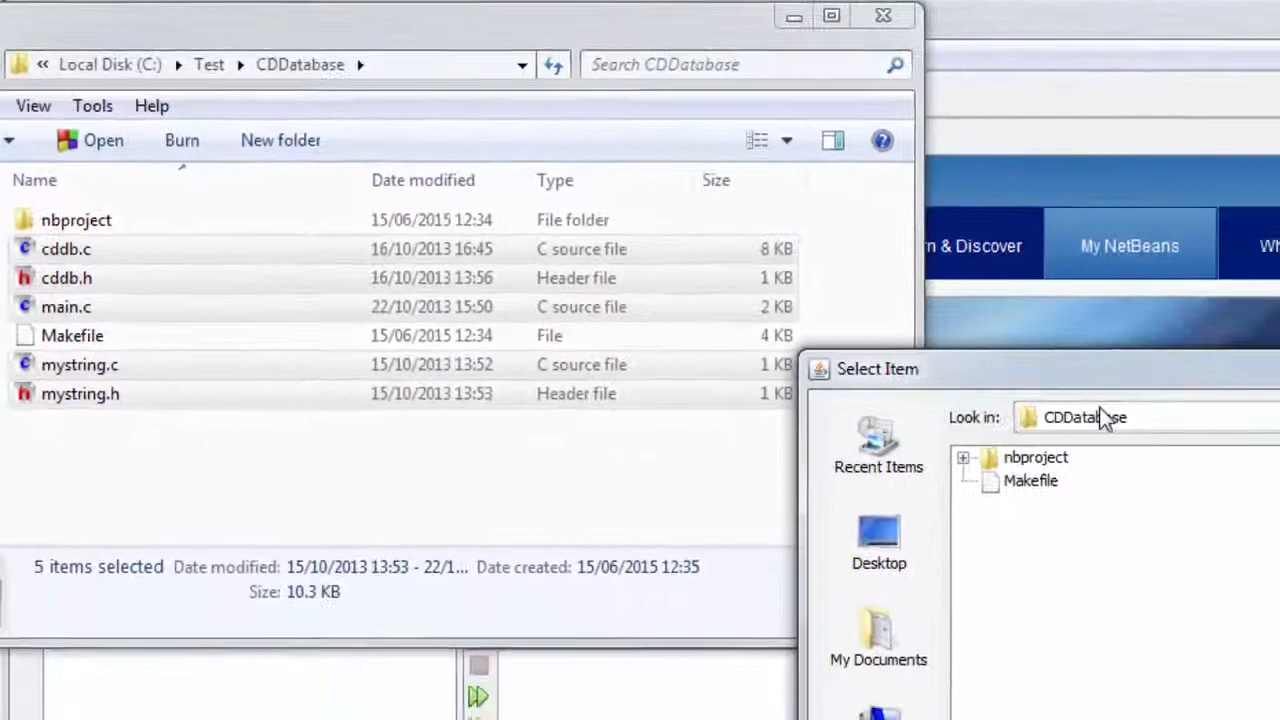 « Local Disk (C:) Test CDDatabase
Search CDDatabase
View Tools Help
Open Burn New folder
Name Date modified Type Size
nbproject 15/06/2015 12:34 File folder
cddb.c 16/10/2013 16:45 C source file 8 KB
cddb.h 16/10/2013 13:56 Header file 1 KB
main.c 22/10/2013 15:50 C source file 2 KB
Makefile 15/06/2015 12:34 File 4 KB
mystring.c 15/10/2013 13:52 C source file 1 KB
mystring.h 15/10/2013 13:53 Header file 1 KB
5 items selected Date modified: 15/10/2013 13:53 - 22/1... Date created: 15/06/2015 12:35
Size: 10.3 KB
& Discover My NetBeans
Select Item
Look in: CDDatabase
Recent Items
Desktop
My Documents
nbproject
Makefile